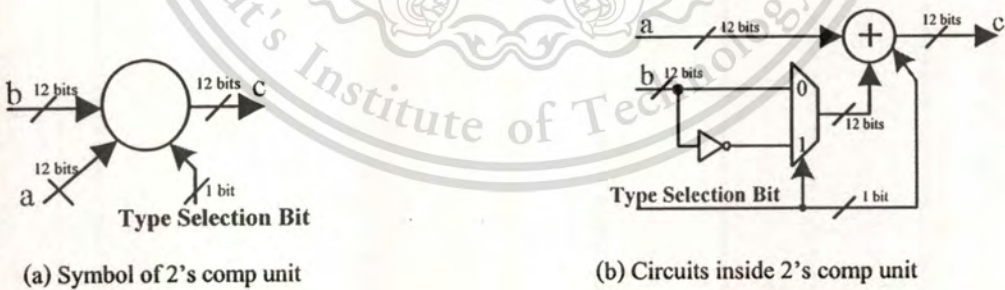 t's Institute of Technology
b
12 bits
12 bits
c
12 bits
a
1 bit
Type Selection Bit
(a) Symbol of 2's comp unit
a
12 bits
12 bits
c
b
12 bits
0
12 bits
1
Type Selection Bit
1 bit
(b) Circuits inside 2's comp unit